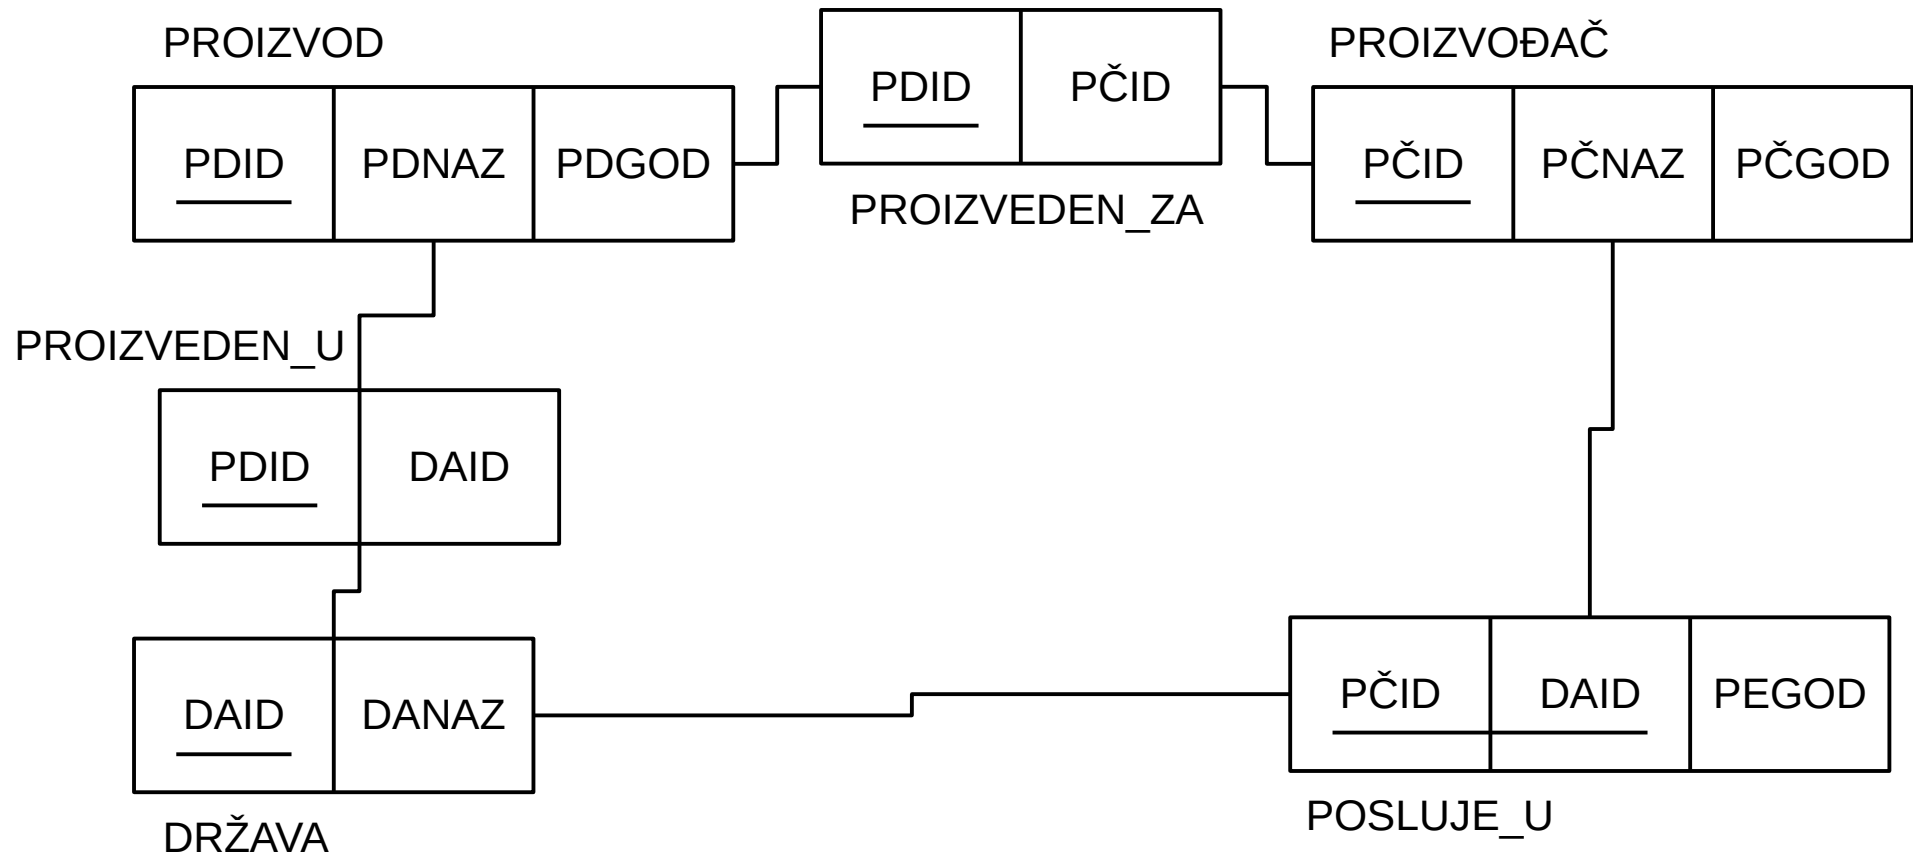 PROIZVOD
PDID PDNAZ PDGOD
PDID PČID
PROIZVEDEN_ZA
PROIZVOĐAČ
PČID PČNAZ PČGOD
PROIZVEDEN_U
PDID DAID
DAID DANAZ
DRŽAVA
PČID DAID PEGOD
POSLUJE_U